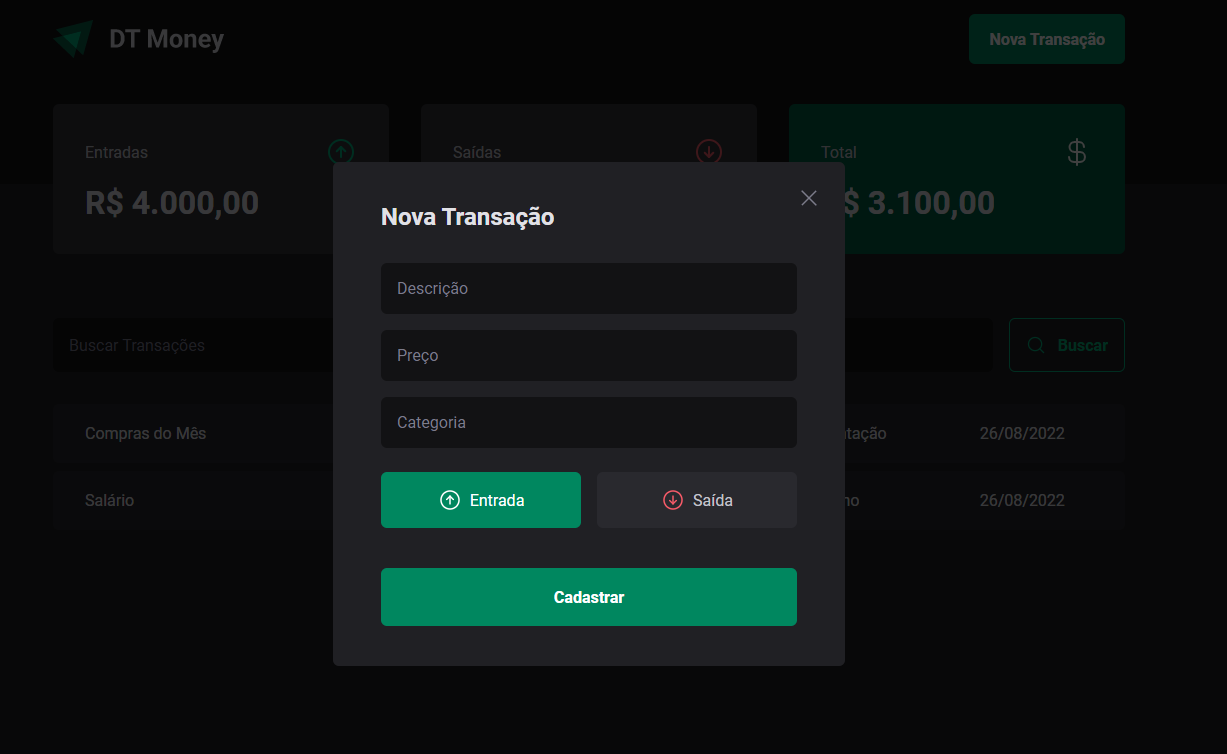 DT Money
Nova Transação
Entradas
Saídas
Total
R$ 4.000,00
$ 3.100,00
Nova Transação
Descrição
Preço
Categoria
Entrada
Saída
Cadastrar
Buscar Transações
Buscar
Compras do Mês
tação
26/08/2022
Salário
no
26/08/2022